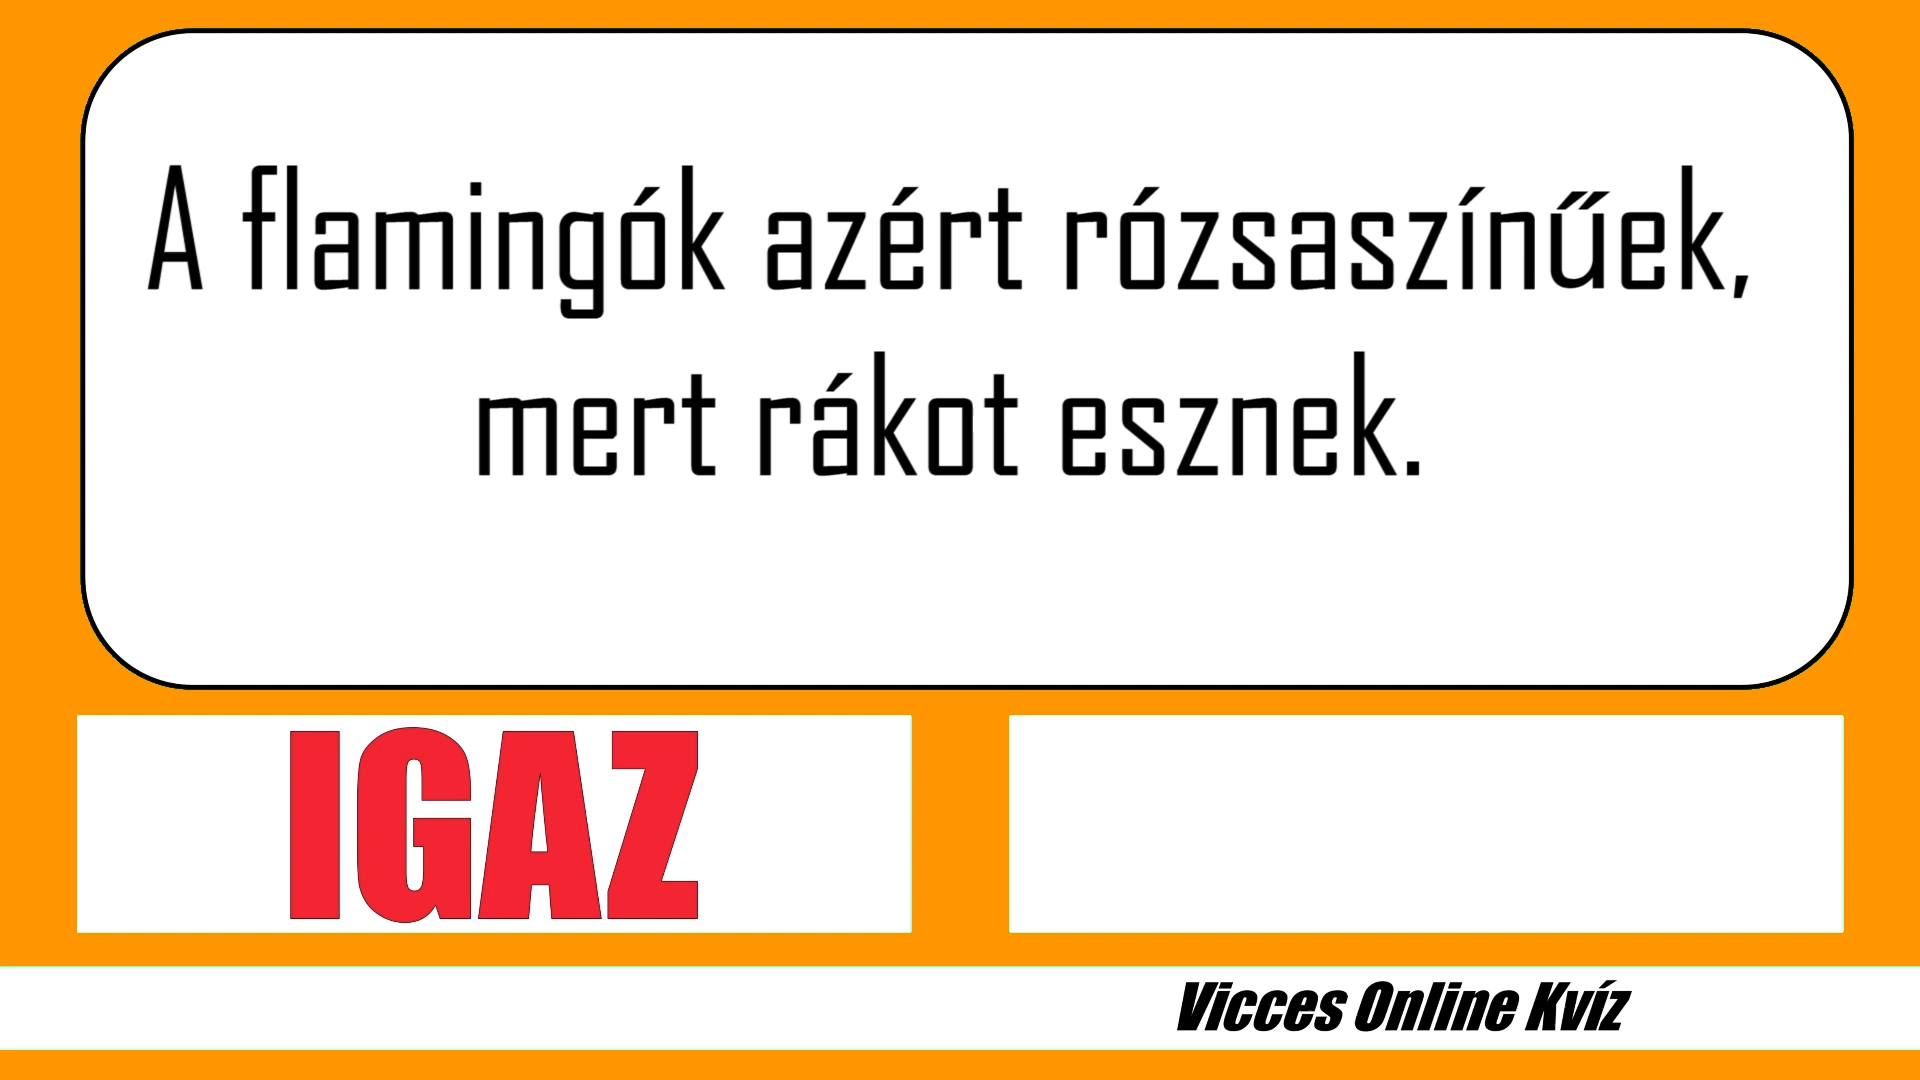 A flamingók azért rózsaszínűek,
mert rákot esznek.
IGAZ
Vicces Online Kvíz